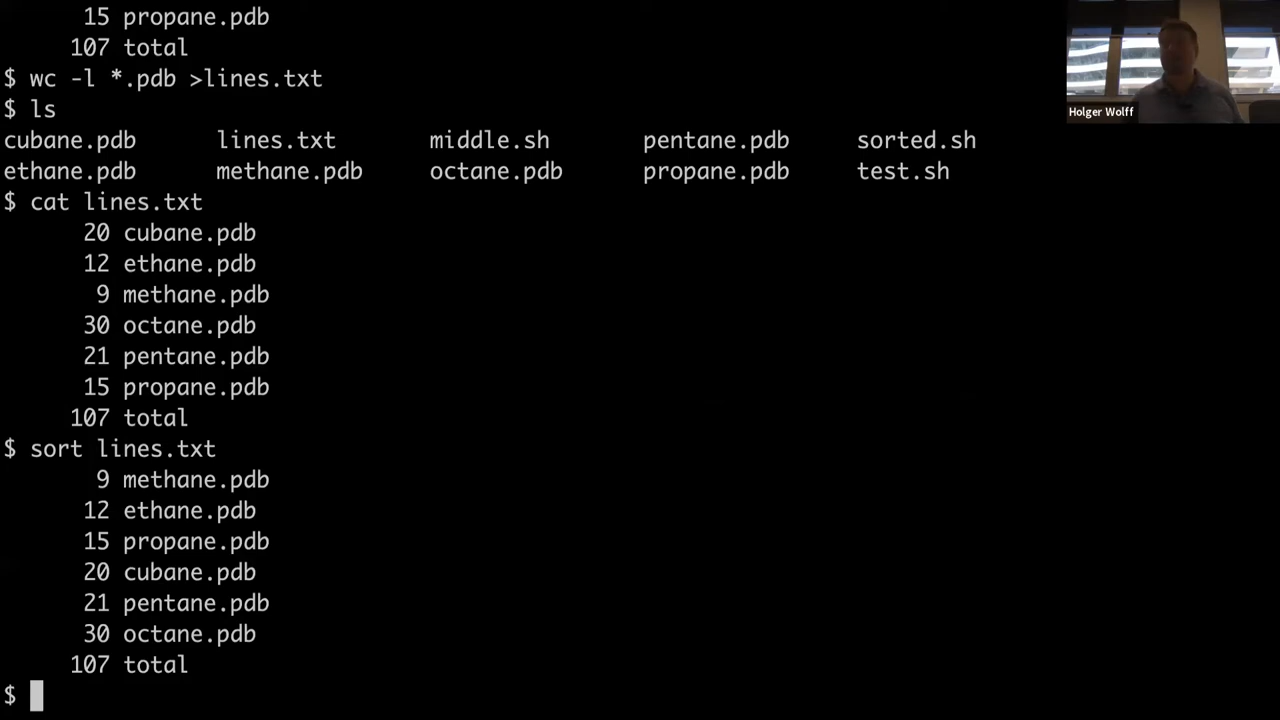 15 propane.pdb
107 total
$ wc -l *.pdb >lines.txt
$ ls
cubane.pdb lines.txt middle.sh pentane.pdb sorted.sh
ethane.pdb methane.pdb octane.pdb propane.pdb test.sh
$ cat lines.txt
20 cubane.pdb
12 ethane.pdb
9 methane.pdb
30 octane.pdb
21 pentane.pdb
15 propane.pdb
107 total
$ sort lines.txt
9 methane.pdb
12 ethane.pdb
15 propane.pdb
20 cubane.pdb
21 pentane.pdb
30 octane.pdb
107 total
$
Holger Wolff